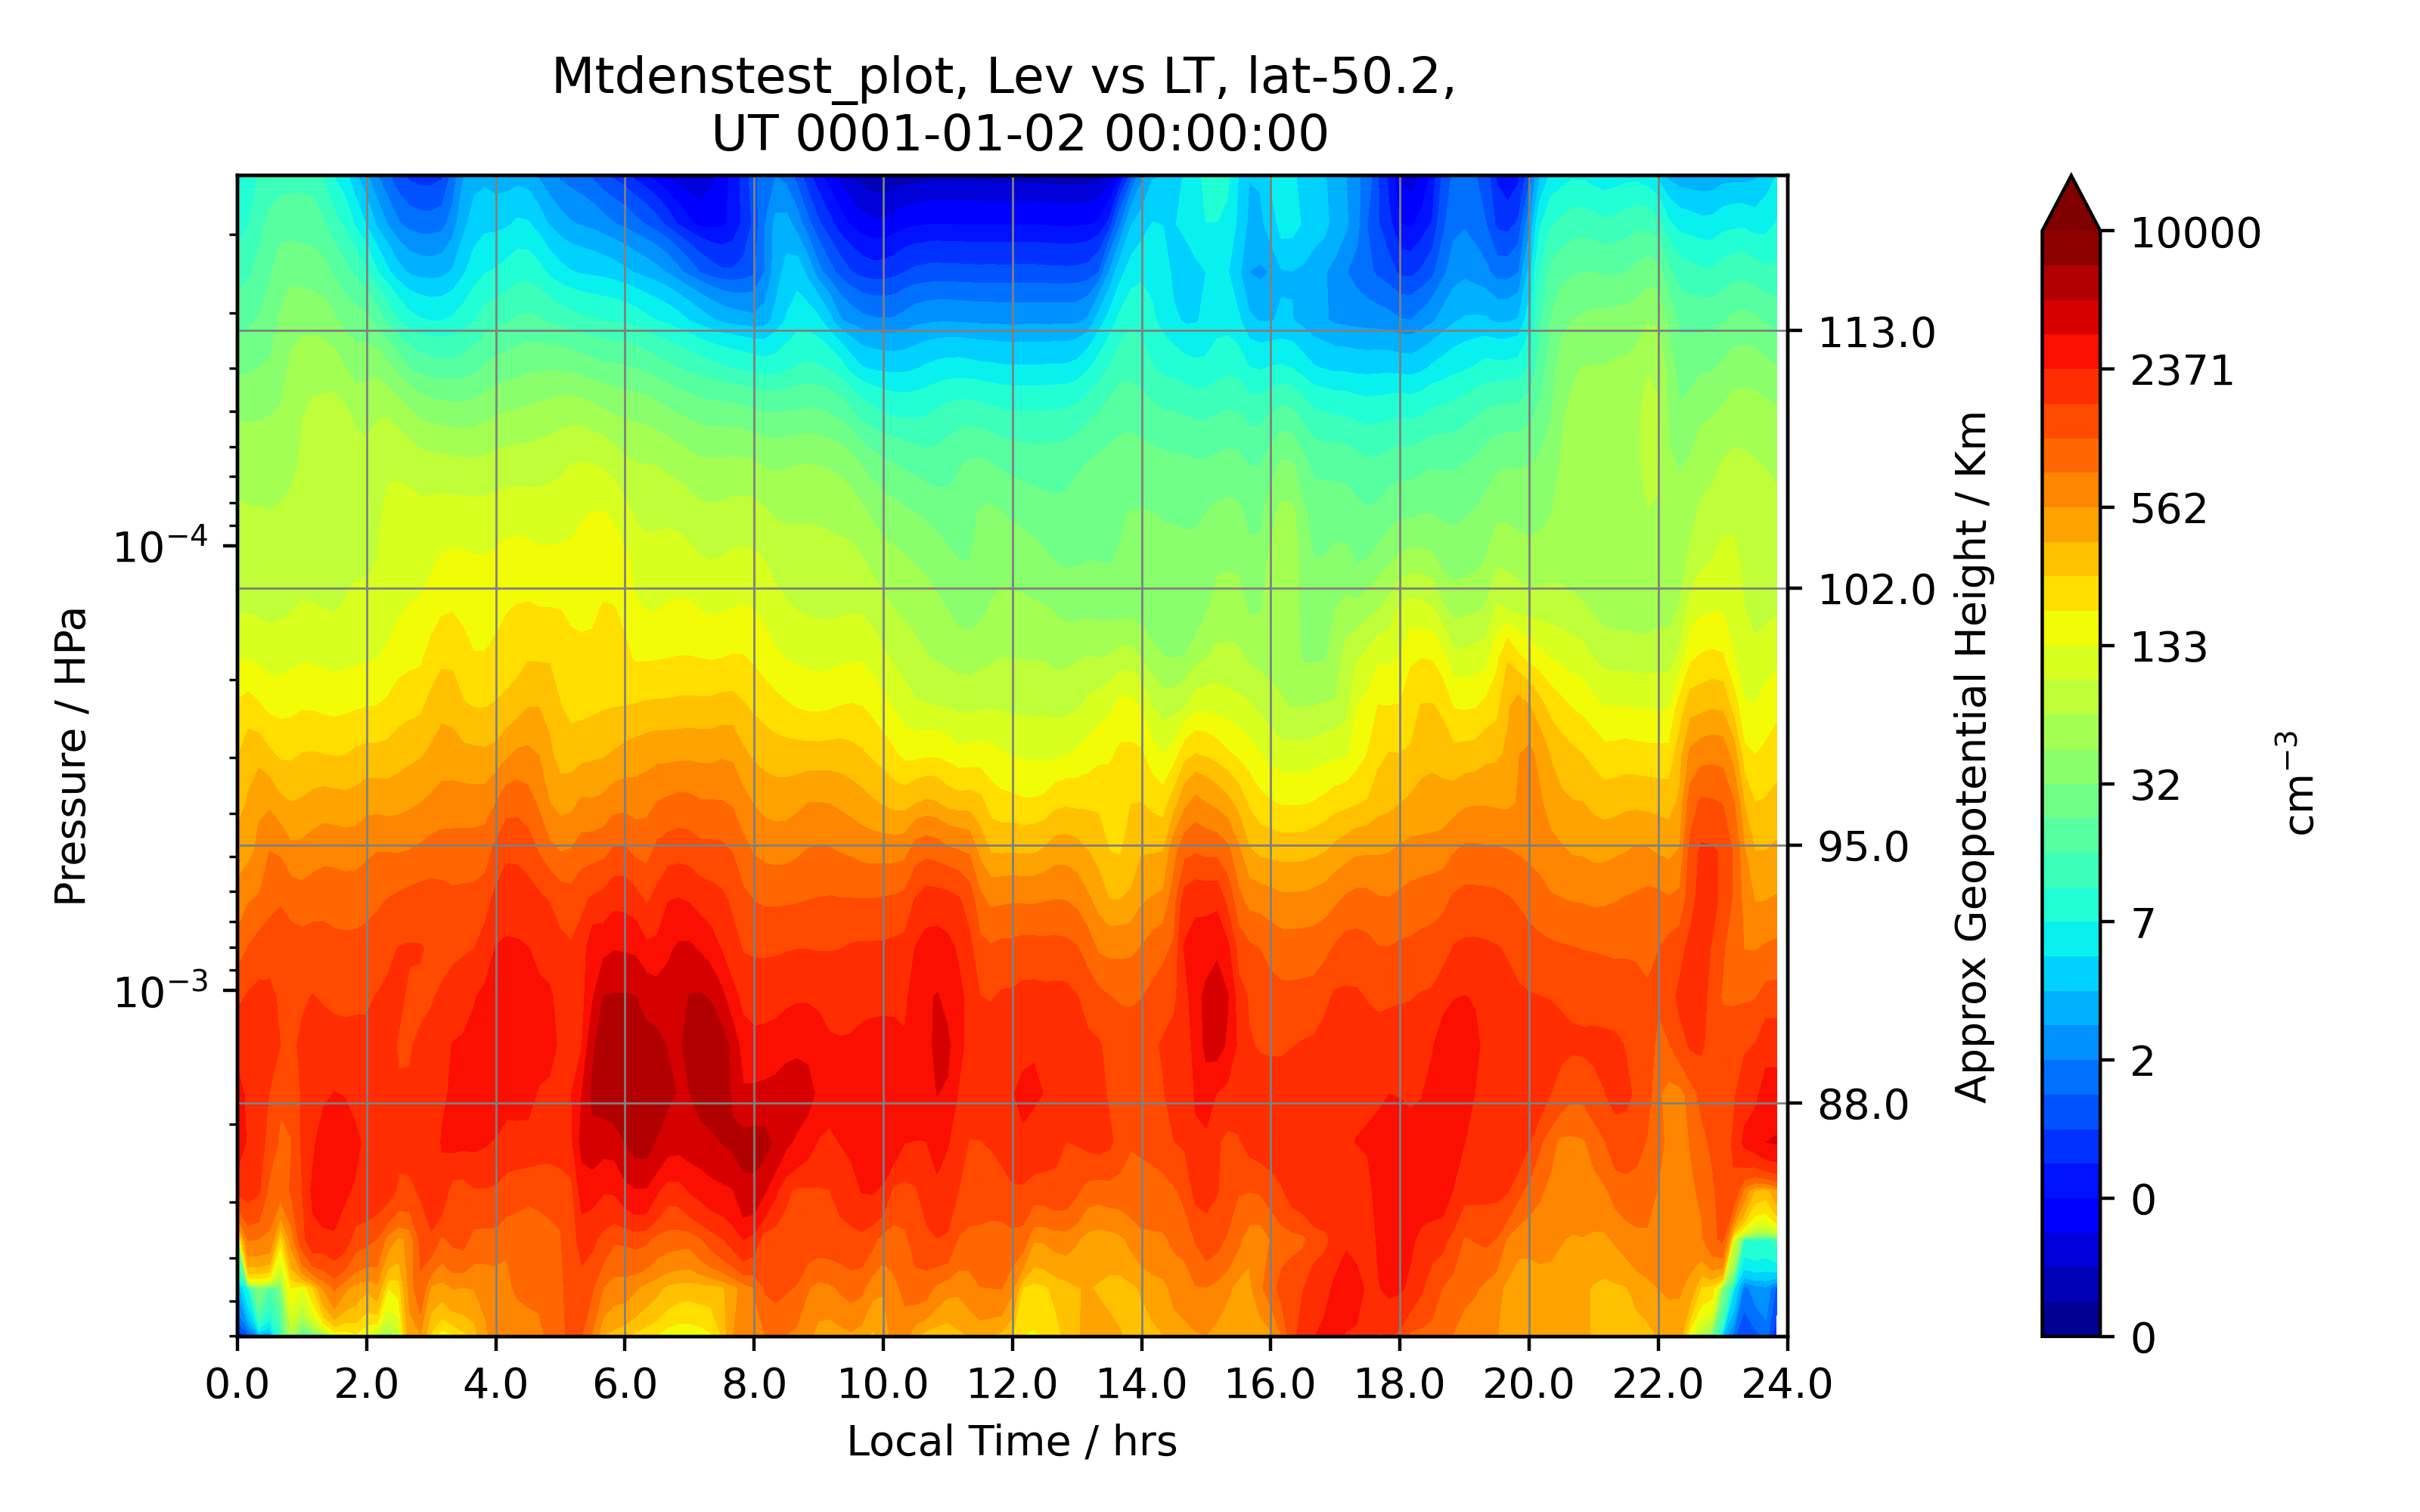 Mtdenstest_plot, Lev vs LT, lat-50.2,
UT 0001-01-02 00:00:00
Pressure / HPa
10⁻⁴
10⁻³
113.0
102.0
95.0
88.0
Approx Geopotential Height / Km
0.0 2.0 4.0 6.0 8.0 10.0 12.0 14.0 16.0 18.0 20.0 22.0 24.0
Local Time / hrs
10000
2371
562
133
32
7
2
0
0
cm⁻³